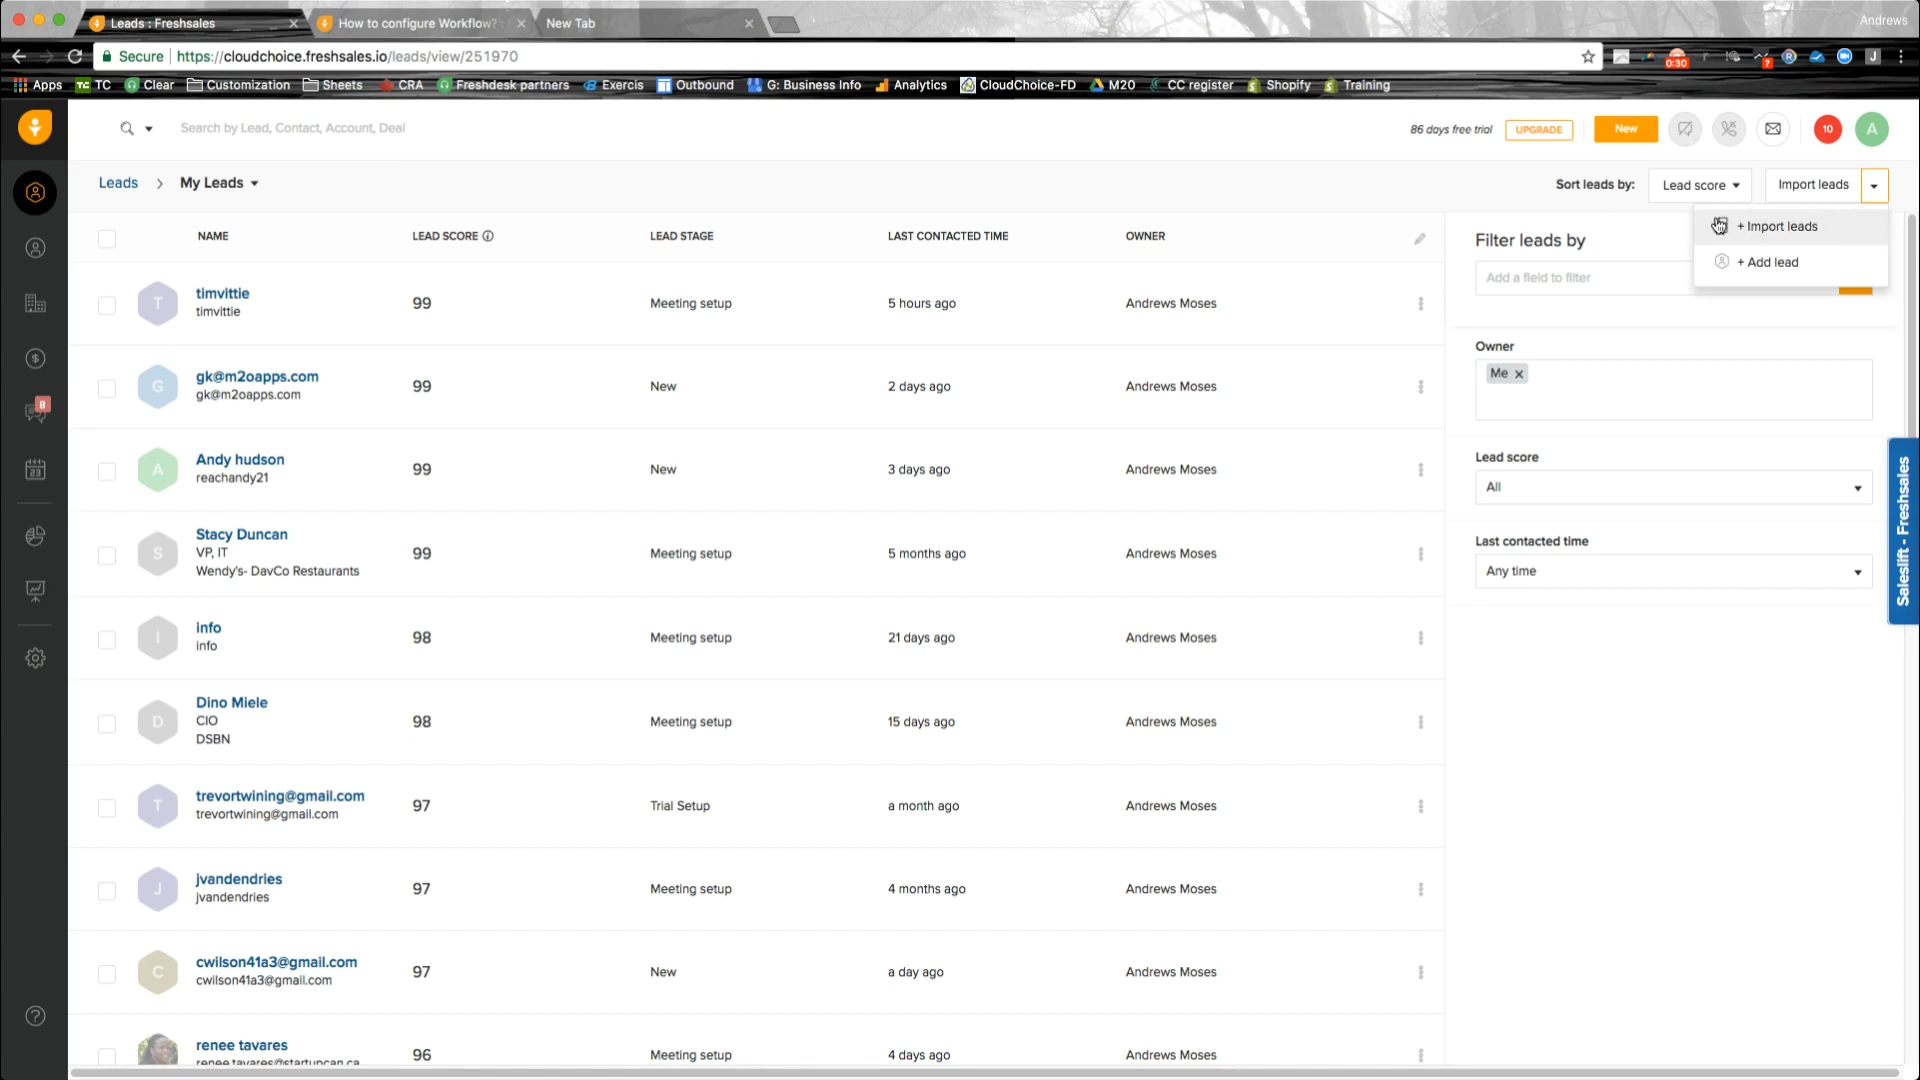 Leads : Freshsales
How to configure Workflow? :
New Tab
Andrews
Secure
https://cloudchoice.freshsales.io/leads/view/251970
0:30
?
R
J
Apps
TC
Clear
Customization
Sheets
CRA
Freshdesk partners
Exercis
Outbound
G: Business Info
Analytics
CloudChoice-FD
M20
CC register
Shopify
Training
Search by Lead, Contact, Account, Deal
86 days free trial
UPGRADE
New
10
A
Leads > My Leads
Sort leads by:
Lead score
Import leads
+ Import leads
+ Add lead
NAME
LEAD SCORE
LEAD STAGE
LAST CONTACTED TIME
OWNER
T
timvittie
timvittie
99
Meeting setup
5 hours ago
Andrews Moses
G
gk@m2oapps.com
gk@m2oapps.com
99
New
2 days ago
Andrews Moses
A
Andy hudson
reachandy21
99
New
3 days ago
Andrews Moses
S
Stacy Duncan
VP, IT
Wendy's- DavCo Restaurants
99
Meeting setup
5 months ago
Andrews Moses
I
info
info
98
Meeting setup
21 days ago
Andrews Moses
D
Dino Miele
CIO
DSBN
98
Meeting setup
15 days ago
Andrews Moses
T
trevortwining@gmail.com
trevortwining@gmail.com
97
Trial Setup
a month ago
Andrews Moses
J
jvandendries
jvandendries
97
Meeting setup
4 months ago
Andrews Moses
C
cwilson41a3@gmail.com
cwilson41a3@gmail.com
97
New
a day ago
Andrews Moses
renee tavares
renee.tavares@startupcan.ca
96
Meeting setup
4 days ago
Andrews Moses
Filter leads by
Add a field to filter
Owner
Me ×
Lead score
All
Last contacted time
Any time
Saleslift - Freshsales
8
23